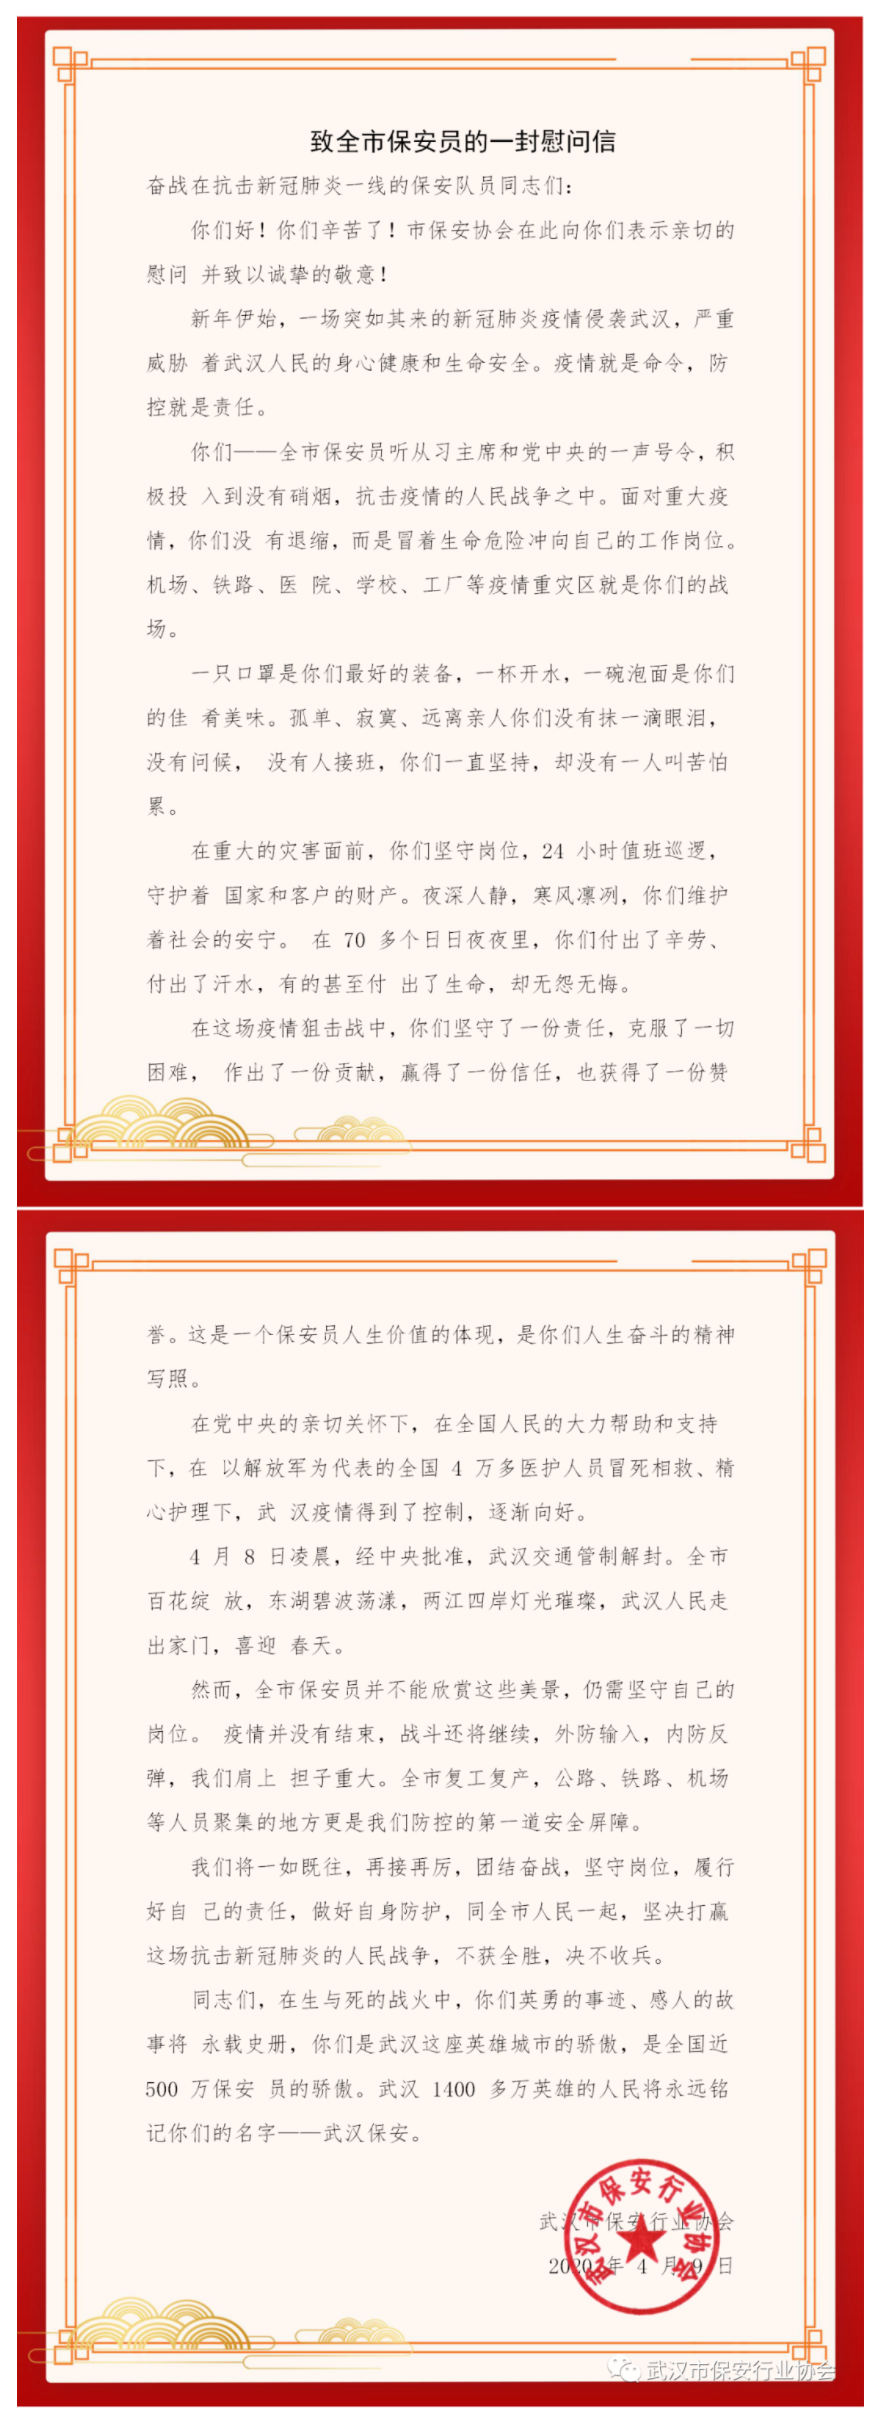 致全市保安员的一封慰问信
奋战在抗击新冠肺炎一线的保安队员同志们：
你们好！你们辛苦了！市保安协会在此向你们表示亲切的
慰问 并致以诚挚的敬意！
新年伊始，一场突如其来的新冠肺炎疫情侵袭武汉，严重
威胁 着武汉人民的身心健康和生命安全。疫情就是命令，防
控就是责任。
你们——全市保安员听从习主席和党中央的一声号令，积
极投 入到没有硝烟，抗击疫情的人民战争之中。面对重大疫
情，你们没 有退缩，而是冒着生命危险冲向自己的工作岗位。
机场、铁路、医 院、学校、工厂等疫情重灾区就是你们的战
场。
一只口罩是你们最好的装备，一杯开水，一碗泡面是你们
的佳 肴美味。孤单、寂寞、远离亲人你们没有抹一滴眼泪，
没有问候， 没有人接班，你们一直坚持，却没有一人叫苦怕
累。
在重大的灾害面前，你们坚守岗位，24 小时值班巡逻，
守护着 国家和客户的财产。夜深人静，寒风凛冽，你们维护
着社会的安宁。 在 70 多个日日夜夜里，你们付出了辛劳、
付出了汗水，有的甚至付 出了生命，却无怨无悔。
在这场疫情狙击战中，你们坚守了一份责任，克服了一切
困难， 作出了一份贡献，赢得了一份信任，也获得了一份赞
誉。这是一个保安员人生价值的体现，是你们人生奋斗的精神
写照。
在党中央的亲切关怀下，在全国人民的大力帮助和支持
下，在 以解放军为代表的全国 4 万多医护人员冒死相救、精
心护理下，武 汉疫情得到了控制，逐渐向好。
4 月 8 日凌晨，经中央批准，武汉交通管制解封。全市
百花绽 放，东湖碧波荡漾，两江四岸灯光璀璨，武汉人民走
出家门，喜迎 春天。
然而，全市保安员并不能欣赏这些美景，仍需坚守自己的
岗位。 疫情并没有结束，战斗还将继续，外防输入，内防反
弹，我们肩上 担子重大。全市复工复产，公路、铁路、机场
等人员聚集的地方更是我们防控的第一道安全屏障。
我们将一如既往，再接再厉，团结奋战，坚守岗位，履行
好自 己的责任，做好自身防护，同全市人民一起，坚决打赢
这场抗击新冠肺炎的人民战争，不获全胜，决不收兵。
同志们，在生与死的战火中，你们英勇的事迹、感人的故
事将 永载史册，你们是武汉这座英雄城市的骄傲，是全国近
500 万保安 员的骄傲。武汉 1400 多万英雄的人民将永远铭
记你们的名字——武汉保安。
武汉市保安行业协会
2020 年 4 月 9 日
武汉市保安行业协会
武汉市保安行业协会